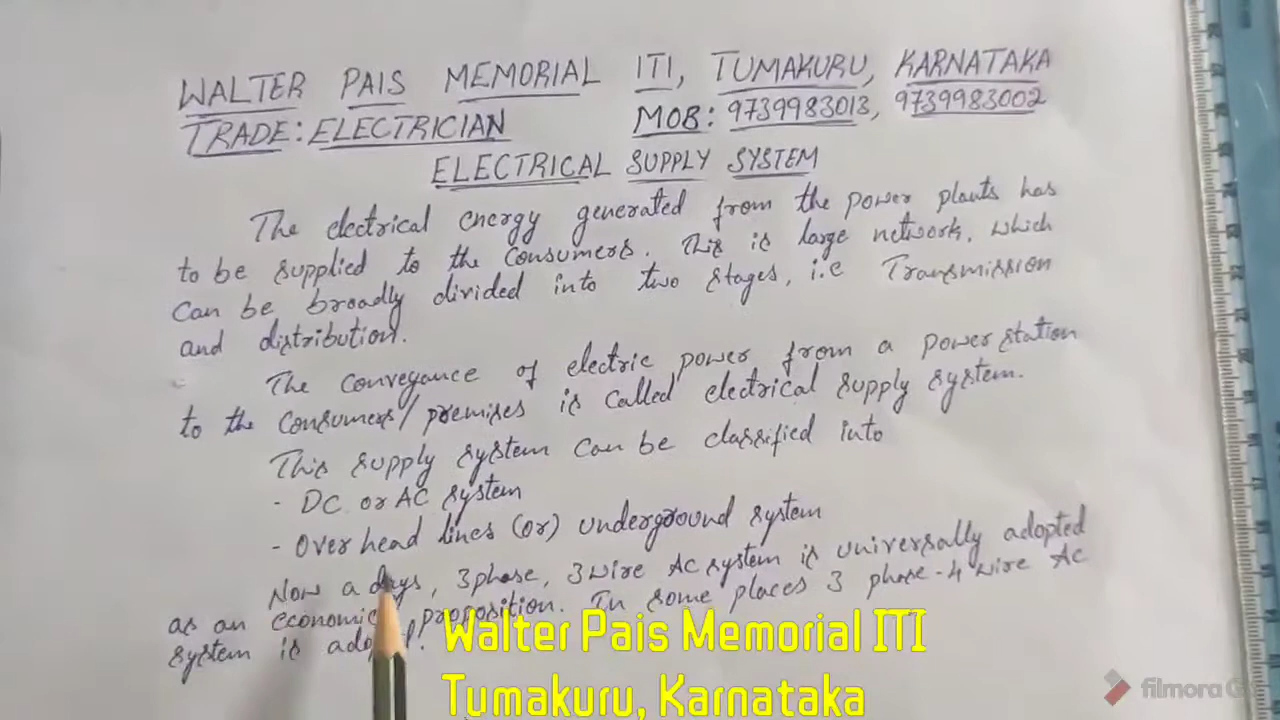 WALTER PAIS MEMORIAL ITI, TUMAKURU, KARNATAKA
TRADE: ELECTRICIAN MOB: 9739983013, 9739983002
ELECTRICAL SUPPLY SYSTEM
The electrical energy generated from the power plants has
to be supplied to the consumers. This is large network, which
can be broadly divided into two stages, i.e Transmission
and distribution.
The conveyance of electric power from a power station
to the consumers/premises is called electrical supply system.
This supply system can be classified into
- DC or AC system
- Over head lines (or) underground system
Now a days, 3 phase, 3 wire AC system is universally adopted
as an economic proposition. In some places 3 phase-4 wire AC
system is
Walter Pais Memorial ITI
Tumakuru, Karnataka
filmora G